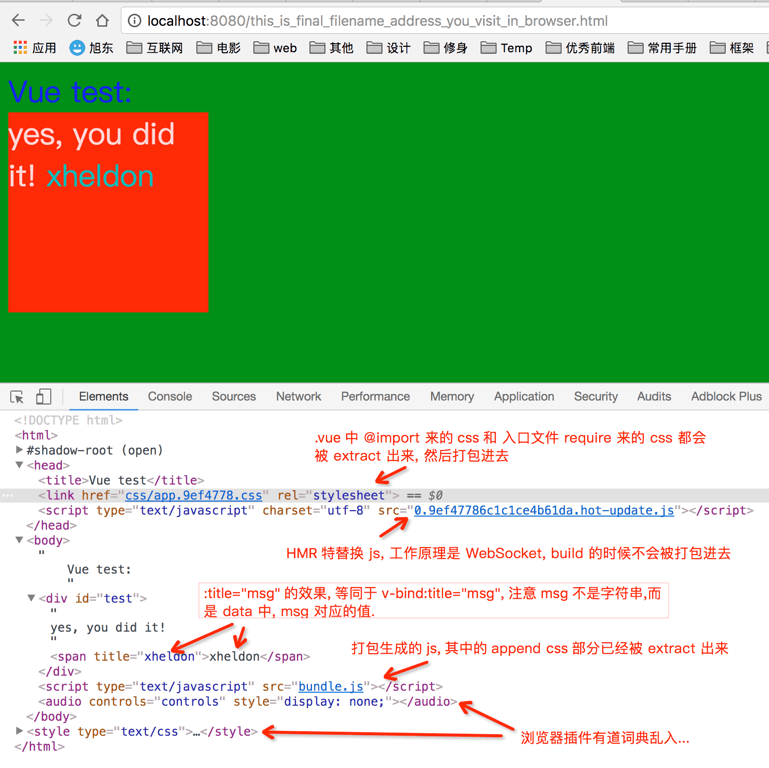 localhost:8080/this_is_final_filename_address_you_visit_in_browser.html
应用 旭东 互联网 电影 web 其他 设计 修身 Temp 优秀前端 常用手册 框架
Vue test:
yes, you did
it! xheldon
Elements Console Sources Network Performance Memory Application Security Audits Adblock Plus
<!DOCTYPE html>
<html>
.vue 中 @import 来的 css 和 入口文件 require 来的 css 都会
被 extract 出来, 然后打包进去
▶#shadow-root (open)
▼<head>
<title>Vue test</title>
<link href="css/app.9ef4778.css" rel="stylesheet"> == $0
<script type="text/javascript" charset="utf-8" src="0.9ef47786c1c1ce4b61da.hot-update.js"></script>
</head>
▼<body>
"
HMR 特替换 js, 工作原理是 WebSocket, build 的时候不会被打包进去
Vue test:
"
▼<div id="test">
:title="msg" 的效果, 等同于 v-bind:title="msg", 注意 msg 不是字符串,而
是 data 中, msg 对应的值.
"
yes, you did it!
"
<span title="xheldon">xheldon</span>
打包生成的 js, 其中的 append css 部分已经被 extract 出来
</div>
<script type="text/javascript" src="bundle.js"></script>
<audio controls="controls" style="display: none;"></audio>
</body>
▶<style type="text/css">…</style>
浏览器插件有道词典乱入...
</html>